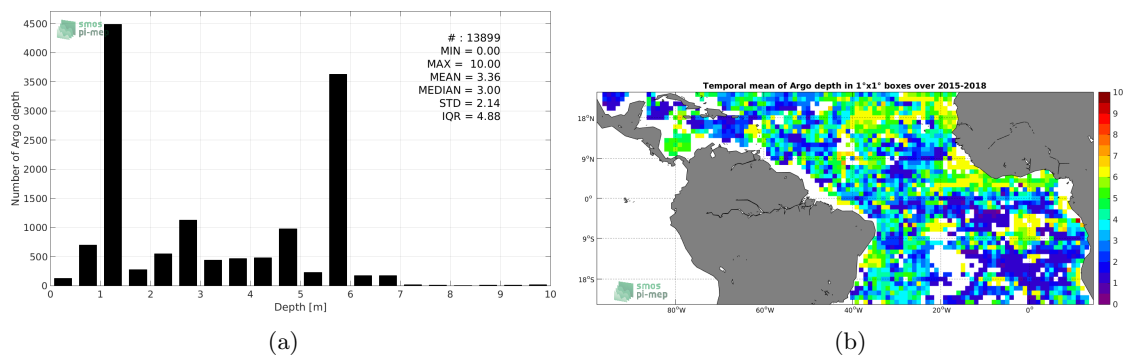 smos
pi-mep
# : 13899
MIN = 0.00
MAX = 10.00
MEAN = 3.36
MEDIAN = 3.00
STD = 2.14
IQR = 4.88
Number of Argo depth
4500
4000
3500
3000
2500
2000
1500
1000
500
0
0 1 2 3 4 5 6 7 8 9 10
Depth [m]
(a)
Temporal mean of Argo depth in 1°x1° boxes over 2015-2018
18°N
9°N
0°
9°S
18°S
80°W 60°W 40°W 20°W 0°
smos
pi-mep
10
9
8
7
6
5
4
3
2
1
0
(b)